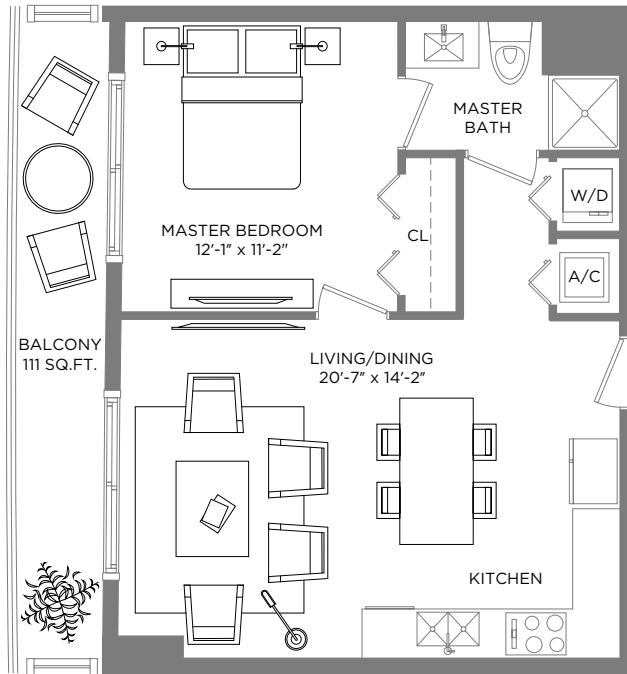 MASTER
BATH
W/D
MASTER BEDROOM
12'-1" x 11'-2"
CL
A/C
BALCONY
111 SQ.FT.
LIVING/DINING
20'-7" x 14'-2"
KITCHEN